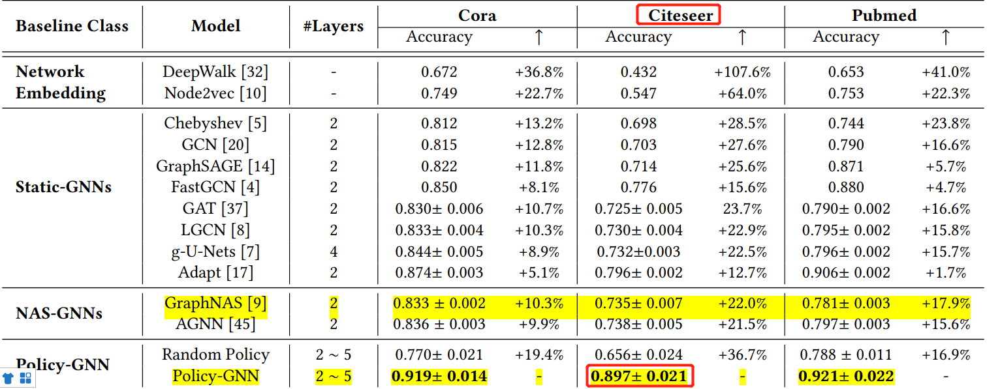 Baseline Class Model #Layers Cora Citeseer Pubmed
Accuracy ↑ Accuracy ↑ Accuracy ↑
Network Embedding DeepWalk [32] - 0.672 +36.8% 0.432 +107.6% 0.653 +41.0%
Node2vec [10] - 0.749 +22.7% 0.547 +64.0% 0.753 +22.3%
Chebyshev [5] 2 0.812 +13.2% 0.698 +28.5% 0.744 +23.8%
GCN [20] 2 0.815 +12.8% 0.703 +27.6% 0.790 +16.6%
GraphSAGE [14] 2 0.822 +11.8% 0.714 +25.6% 0.871 +5.7%
Static-GNNs FastGCN [4] 2 0.850 +8.1% 0.776 +15.6% 0.880 +4.7%
GAT [37] 2 0.830± 0.006 +10.7% 0.725± 0.005 23.7% 0.790± 0.002 +16.6%
LGCN [8] 2 0.833± 0.004 +10.3% 0.730± 0.004 +22.9% 0.795± 0.002 +15.8%
g-U-Nets [7] 4 0.844± 0.005 +8.9% 0.732±0.003 +22.5% 0.796± 0.002 +15.7%
Adapt [17] 2 0.874± 0.003 +5.1% 0.796± 0.002 +12.7% 0.906± 0.002 +1.7%
NAS-GNNs GraphNAS [9] 2 0.833 ± 0.002 +10.3% 0.735± 0.007 +22.0% 0.781± 0.003 +17.9%
AGNN [45] 2 0.836 ± 0.003 +9.9% 0.738± 0.005 +21.5% 0.797± 0.003 +15.6%
Policy-GNN Random Policy 2 ~ 5 0.770± 0.021 +19.4% 0.656± 0.024 +36.7% 0.788 ± 0.011 +16.9%
Policy-GNN 2 ~ 5 0.919± 0.014 - 0.897± 0.021 - 0.921± 0.022 -